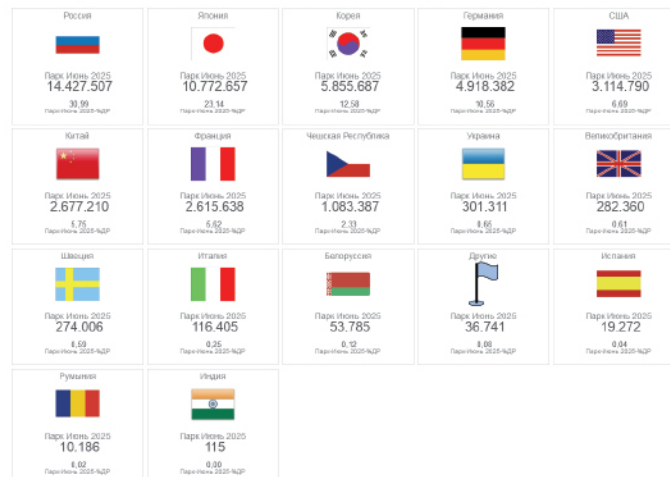 Россия
Парк Июнь 2025
14.427.507
30,99
Парк-Июнь 2025-%ДР
Япония
Парк Июнь 2025
10.772.657
23,14
Парк-Июнь 2025-%ДР
Корея
Парк Июнь 2025
5.855.687
12,58
Парк-Июнь 2025-%ДР
Германия
Парк Июнь 2025
4.918.382
10,56
Парк-Июнь 2025-%ДР
США
Парк Июнь 2025
3.114.790
6,69
Парк-Июнь 2025-%ДР
Китай
Парк Июнь 2025
2.677.210
5,75
Парк-Июнь 2025-%ДР
Франция
Парк Июнь 2025
2.615.638
5,62
Парк-Июнь 2025-%ДР
Чешская Республика
Парк Июнь 2025
1.083.387
2,33
Парк-Июнь 2025-%ДР
Украина
Парк Июнь 2025
301.311
0,65
Парк-Июнь 2025-%ДР
Великобритания
Парк Июнь 2025
282.360
0,61
Парк-Июнь 2025-%ДР
Швеция
Парк Июнь 2025
274.006
0,59
Парк-Июнь 2025-%ДР
Италия
Парк Июнь 2025
116.405
0,25
Парк-Июнь 2025-%ДР
Белоруссия
Парк Июнь 2025
53.785
0,12
Парк-Июнь 2025-%ДР
Другие
Парк Июнь 2025
36.741
0,08
Парк-Июнь 2025-%ДР
Испания
Парк Июнь 2025
19.272
0,04
Парк-Июнь 2025-%ДР
Румыния
Парк Июнь 2025
10.186
0,02
Парк-Июнь 2025-%ДР
Индия
Парк Июнь 2025
115
0,00
Парк-Июнь 2025-%ДР